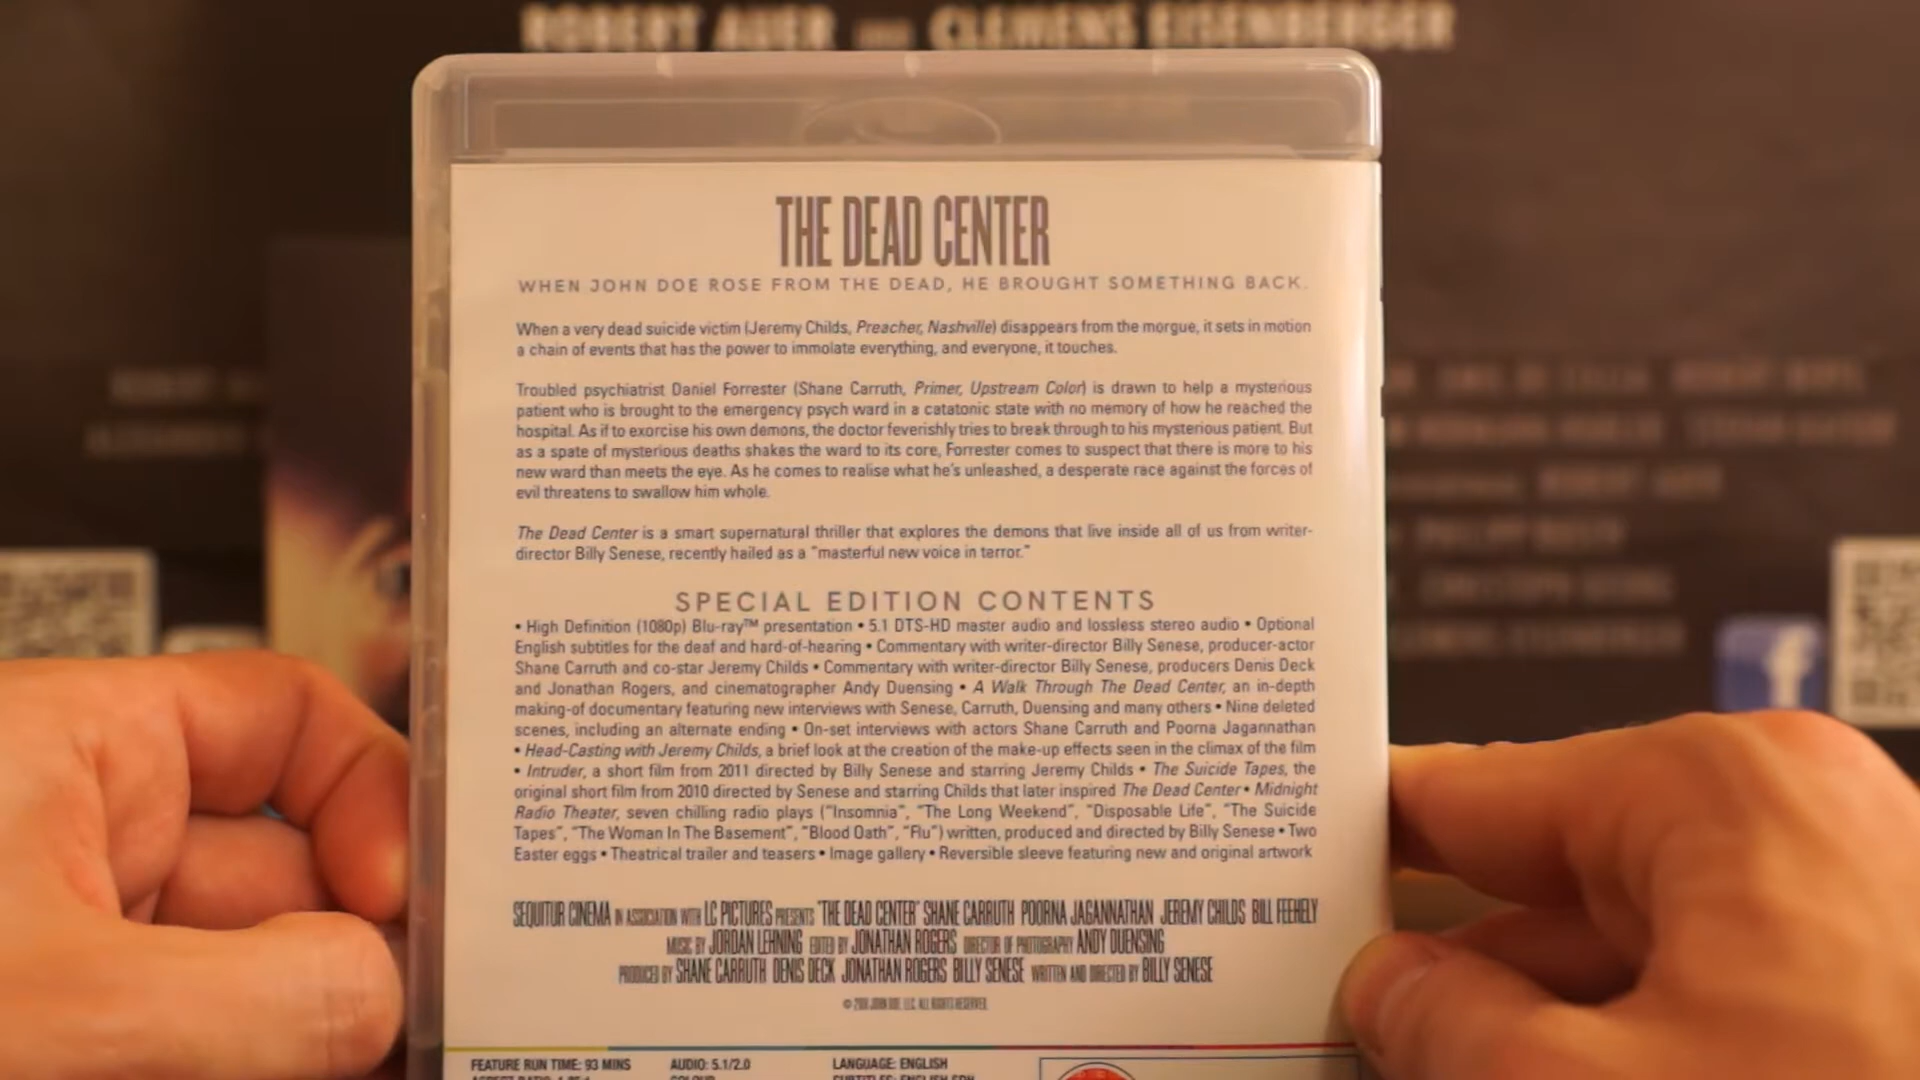 ROBERT AUER AND CLEMENS EISENBERGER
THE DEAD CENTER
WHEN JOHN DOE ROSE FROM THE DEAD, HE BROUGHT SOMETHING BACK.
When a very dead suicide victim (Jeremy Childs, Preacher, Nashville) disappears from the morgue, it sets in motion
a chain of events that has the power to immolate everything, and everyone, it touches.
Troubled psychiatrist Daniel Forrester (Shane Carruth, Primer, Upstream Color) is drawn to help a mysterious
patient who is brought to the emergency psych ward in a catatonic state with no memory of how he reached the
hospital. As if to exorcise his own demons, the doctor feverishly tries to break through to his mysterious patient. But
as a spate of mysterious deaths shakes the ward to its core, Forrester comes to suspect that there is more to his
new ward than meets the eye. As he comes to realise what he's unleashed, a desperate race against the forces of
evil threatens to swallow him whole.
The Dead Center is a smart supernatural thriller that explores the demons that live inside all of us from writer-
director Billy Senese, recently hailed as a "masterful new voice in terror."
SPECIAL EDITION CONTENTS
• High Definition (1080p) Blu-ray™ presentation • 5.1 DTS-HD master audio and lossless stereo audio • Optional
English subtitles for the deaf and hard-of-hearing • Commentary with writer-director Billy Senese, producer-actor
Shane Carruth and co-star Jeremy Childs • Commentary with writer-director Billy Senese, producers Denis Deck
and Jonathan Rogers, and cinematographer Andy Duensing • A Walk Through The Dead Center, an in-depth
making-of documentary featuring new interviews with Senese, Carruth, Duensing and many others • Nine deleted
scenes, including an alternate ending • On-set interviews with actors Shane Carruth and Poorna Jagannathan
• Head-Casting with Jeremy Childs, a brief look at the creation of the make-up effects seen in the climax of the film
• Intruder, a short film from 2011 directed by Billy Senese and starring Jeremy Childs • The Suicide Tapes, the
original short film from 2010 directed by Senese and starring Childs that later inspired The Dead Center • Midnight
Radio Theater, seven chilling radio plays ("Insomnia", "The Long Weekend", "Disposable Life", "The Suicide
Tapes", "The Woman In The Basement", "Blood Oath", "Flu") written, produced and directed by Billy Senese • Two
Easter eggs • Theatrical trailer and teasers • Image gallery • Reversible sleeve featuring new and original artwork
SEQUITUR CINEMA IN ASSOCIATION WITH LC PICTURES PRESENTS "THE DEAD CENTER" SHANE CARRUTH POORNA JAGANNATHAN JEREMY CHILDS BILL FEEHELY
MUSIC BY JORDAN LEHNING EDITED BY JONATHAN ROGERS DIRECTOR OF PHOTOGRAPHY ANDY DUENSING
PRODUCED BY SHANE CARRUTH DENIS DECK JONATHAN ROGERS BILLY SENESE WRITTEN AND DIRECTED BY BILLY SENESE
JOHN DOE, LLC. ALL RIGHTS RESERVED.
FEATURE RUN TIME: 93 MINS AUDIO: 5.1/2.0 LANGUAGE: ENGLISH